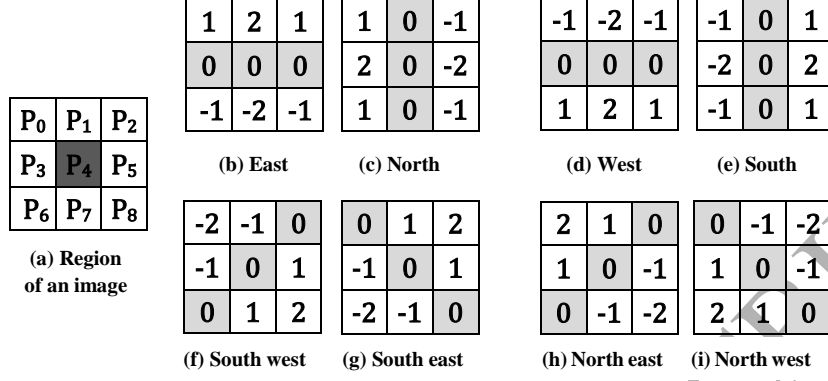 1 2 1
0 0 0
-1 -2 -1
1 0 -1
2 0 -2
1 0 -1
-1 -2 -1
0 0 0
1 2 1
-1 0 1
-2 0 2
-1 0 1
P0 P1 P2
P3 P4 P5
P6 P7 P8
(a) Region
of an image
(b) East
(c) North
(d) West
(e) South
-2 -1 0
-1 0 1
0 1 2
0 1 2
-1 0 1
-2 -1 0
2 1 0
1 0 -1
0 -1 -2
0 -1 -2
1 0 -1
2 1 0
(f) South west
(g) South east
(h) North east
(i) North west